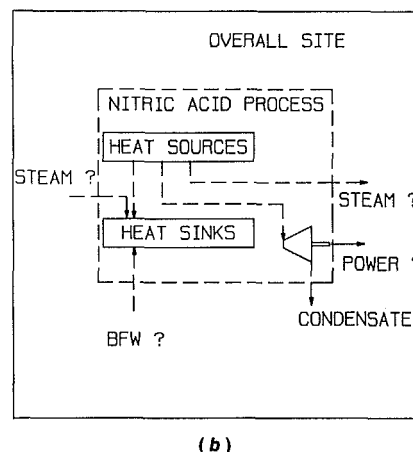 OVERALL SITE
NITRIC ACID PROCESS
HEAT SOURCES
STEAM ?
STEAM ?
HEAT SINKS
POWER ?
CONDENSATE
BFW ?
(b)